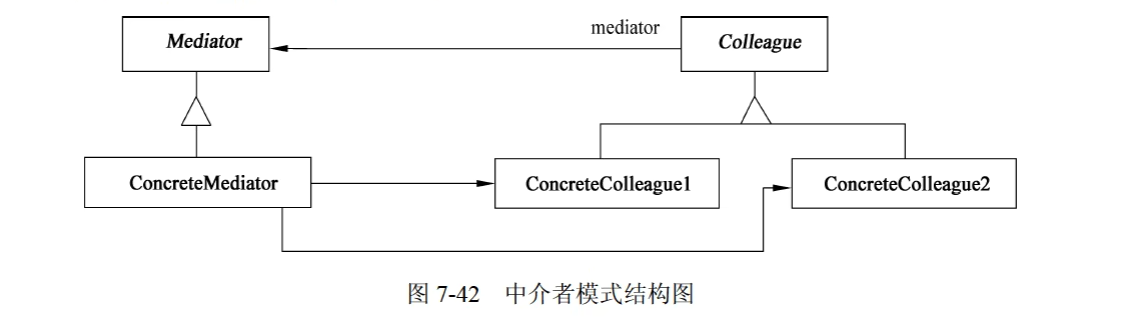 mediator
Mediator
Colleague
ConcreteMediator
ConcreteColleague1
ConcreteColleague2
图 7-42 中介者模式结构图